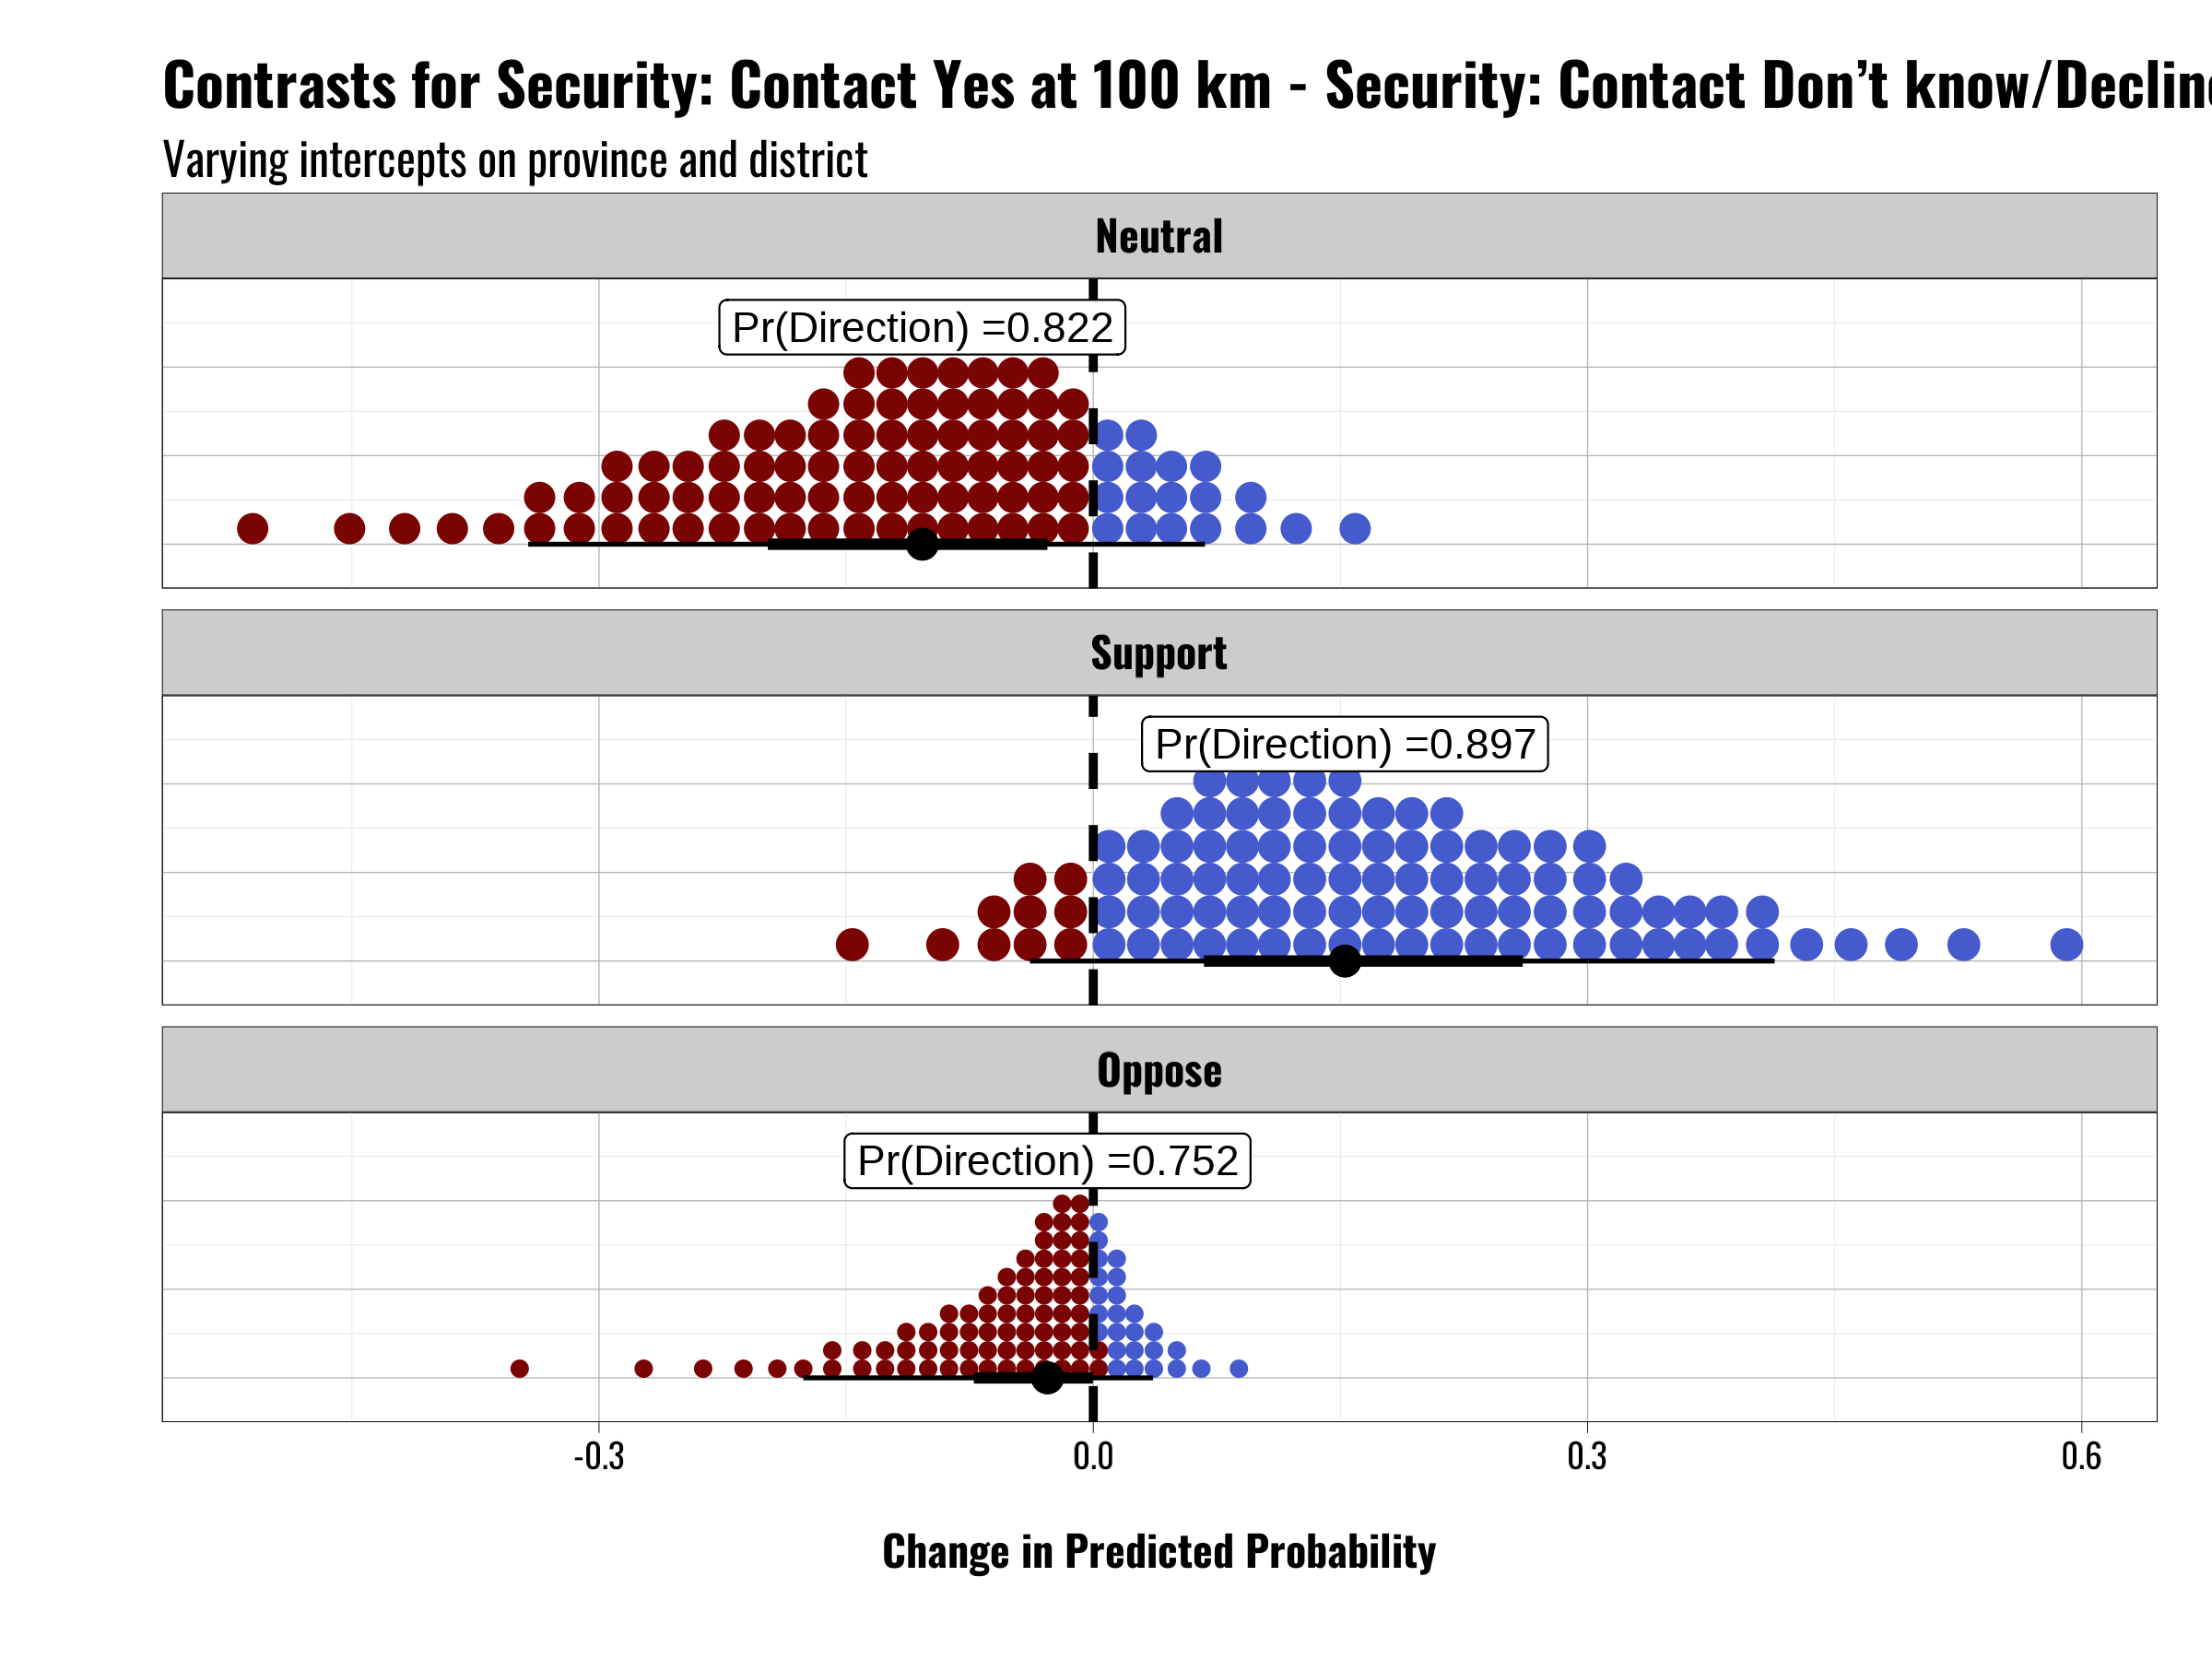 Contrasts for Security: Contact Yes at 100 km - Security: Contact Don’t know/Decline
Varying intercepts on province and district
Neutral
Pr(Direction) =0.822
Support
Pr(Direction) =0.897
Oppose
Pr(Direction) =0.752
-0.3 0.0 0.3 0.6
Change in Predicted Probability